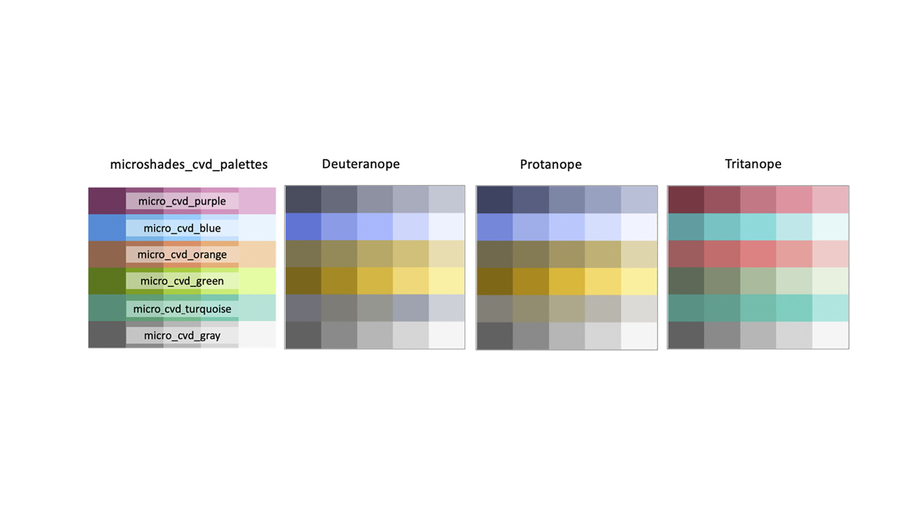 microshades_cvd_palettes
Deuteranope
Protanope
Tritanope
micro_cvd_purple
micro_cvd_blue
micro_cvd_orange
micro_cvd_green
micro_cvd_turquoise
micro_cvd_gray